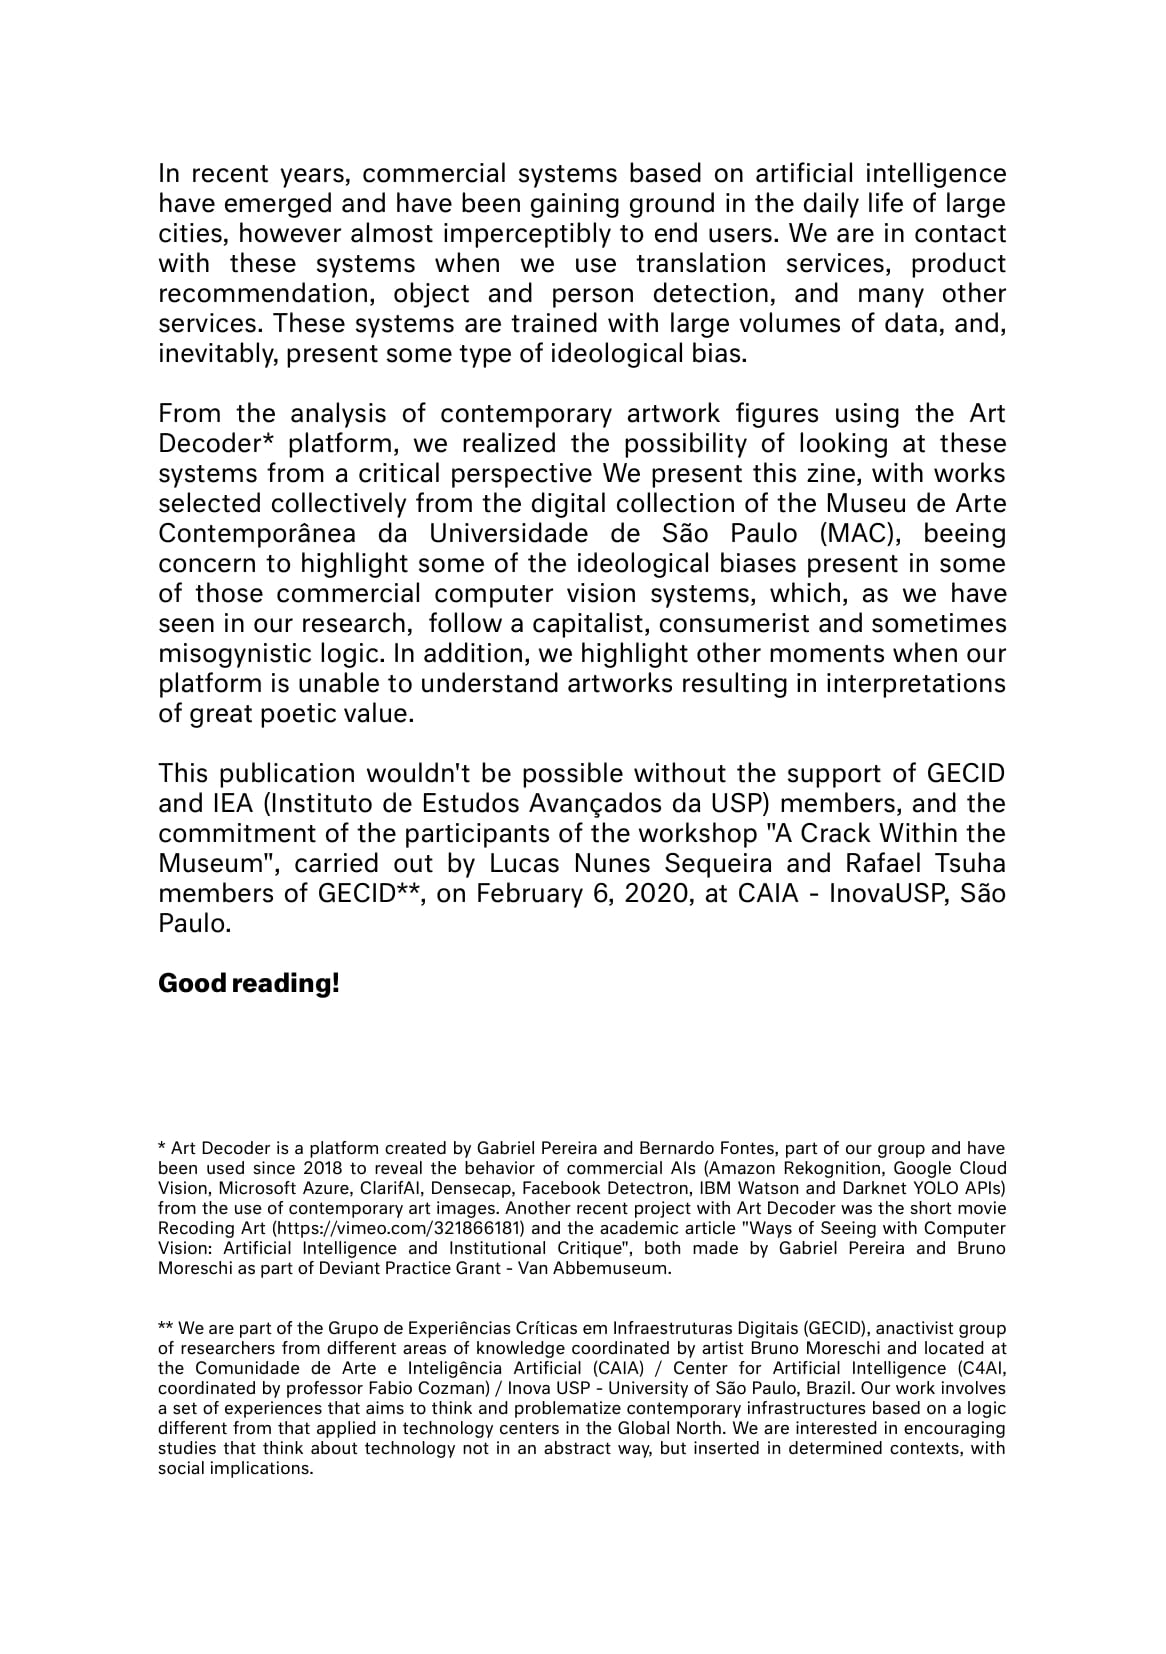 In recent years, commercial systems based on artificial intelligence
have emerged and have been gaining ground in the daily life of large
cities, however almost imperceptibly to end users. We are in contact
with these systems when we use translation services, product
recommendation, object and person detection, and many other
services. These systems are trained with large volumes of data, and,
inevitably, present some type of ideological bias.
From the analysis of contemporary artwork figures using the Art
Decoder* platform, we realized the possibility of looking at these
systems from a critical perspective We present this zine, with works
selected collectively from the digital collection of the Museu de Arte
Contemporânea da Universidade de São Paulo (MAC), beeing
concern to highlight some of the ideological biases present in some
of those commercial computer vision systems, which, as we have
seen in our research, follow a capitalist, consumerist and sometimes
misogynistic logic. In addition, we highlight other moments when our
platform is unable to understand artworks resulting in interpretations
of great poetic value.
This publication wouldn't be possible without the support of GECID
and IEA (Instituto de Estudos Avançados da USP) members, and the
commitment of the participants of the workshop "A Crack Within the
Museum", carried out by Lucas Nunes Sequeira and Rafael Tsuha
members of GECID**, on February 6, 2020, at CAIA - InovaUSP, São
Paulo.
Good reading!
* Art Decoder is a platform created by Gabriel Pereira and Bernardo Fontes, part of our group and have
been used since 2018 to reveal the behavior of commercial AIs (Amazon Rekognition, Google Cloud
Vision, Microsoft Azure, ClarifAI, Densecap, Facebook Detectron, IBM Watson and Darknet YOLO APIs)
from the use of contemporary art images. Another recent project with Art Decoder was the short movie
Recoding Art (https://vimeo.com/321866181) and the academic article "Ways of Seeing with Computer
Vision: Artificial Intelligence and Institutional Critique", both made by Gabriel Pereira and Bruno
Moreschi as part of Deviant Practice Grant - Van Abbemuseum.
** We are part of the Grupo de Experiências Críticas em Infraestruturas Digitais (GECID), anactivist group
of researchers from different areas of knowledge coordinated by artist Bruno Moreschi and located at
the Comunidade de Arte e Inteligência Artificial (CAIA) / Center for Artificial Intelligence (C4AI,
coordinated by professor Fabio Cozman) / Inova USP - University of São Paulo, Brazil. Our work involves
a set of experiences that aims to think and problematize contemporary infrastructures based on a logic
different from that applied in technology centers in the Global North. We are interested in encouraging
studies that think about technology not in an abstract way, but inserted in determined contexts, with
social implications.